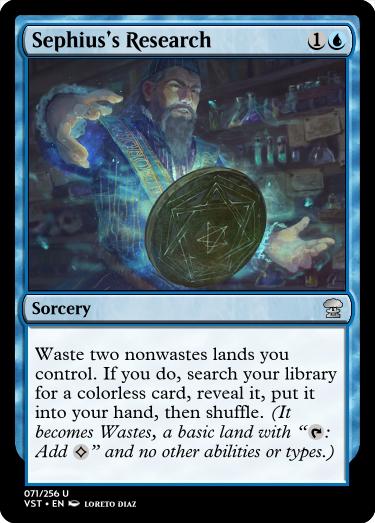 Sephius's Research 1
Sorcery
Waste two nonwastes lands you
control. If you do, search your library
for a colorless card, reveal it, put it
into your hand, then shuffle. (It
becomes Wastes, a basic land with “:
Add ” and no other abilities or types.)
071/256 U
VST • EN LORETO DIAZ